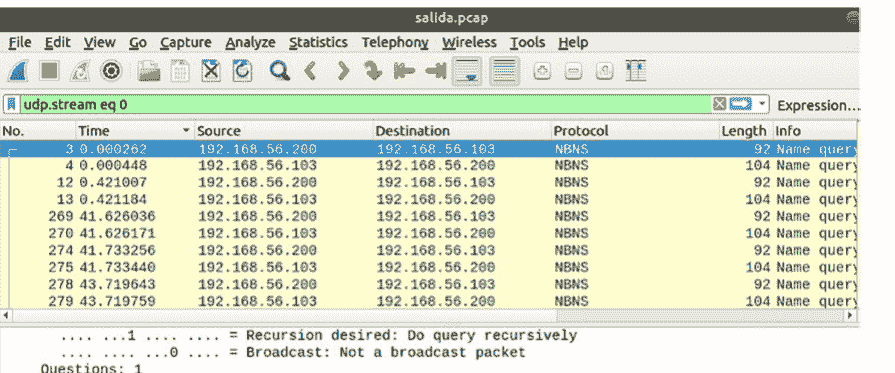 salida.pcap
File Edit View Go Capture Analyze Statistics Telephony Wireless Tools Help
udp.stream eq 0 Expression...
No. Time Source Destination Protocol Length Info
3 0.000262 192.168.56.200 192.168.56.103 NBNS 92 Name query
4 0.000448 192.168.56.103 192.168.56.200 NBNS 104 Name query
12 0.421007 192.168.56.200 192.168.56.103 NBNS 92 Name query
13 0.421184 192.168.56.103 192.168.56.200 NBNS 104 Name query
269 41.626036 192.168.56.200 192.168.56.103 NBNS 92 Name query
270 41.626171 192.168.56.103 192.168.56.200 NBNS 104 Name query
274 41.733256 192.168.56.200 192.168.56.103 NBNS 92 Name query
275 41.733440 192.168.56.103 192.168.56.200 NBNS 104 Name query
278 43.719643 192.168.56.200 192.168.56.103 NBNS 92 Name query
279 43.719759 192.168.56.103 192.168.56.200 NBNS 104 Name query
.... ...1 .... .... = Recursion desired: Do query recursively
.... .... ...0 .... = Broadcast: Not a broadcast packet
Questions: 1